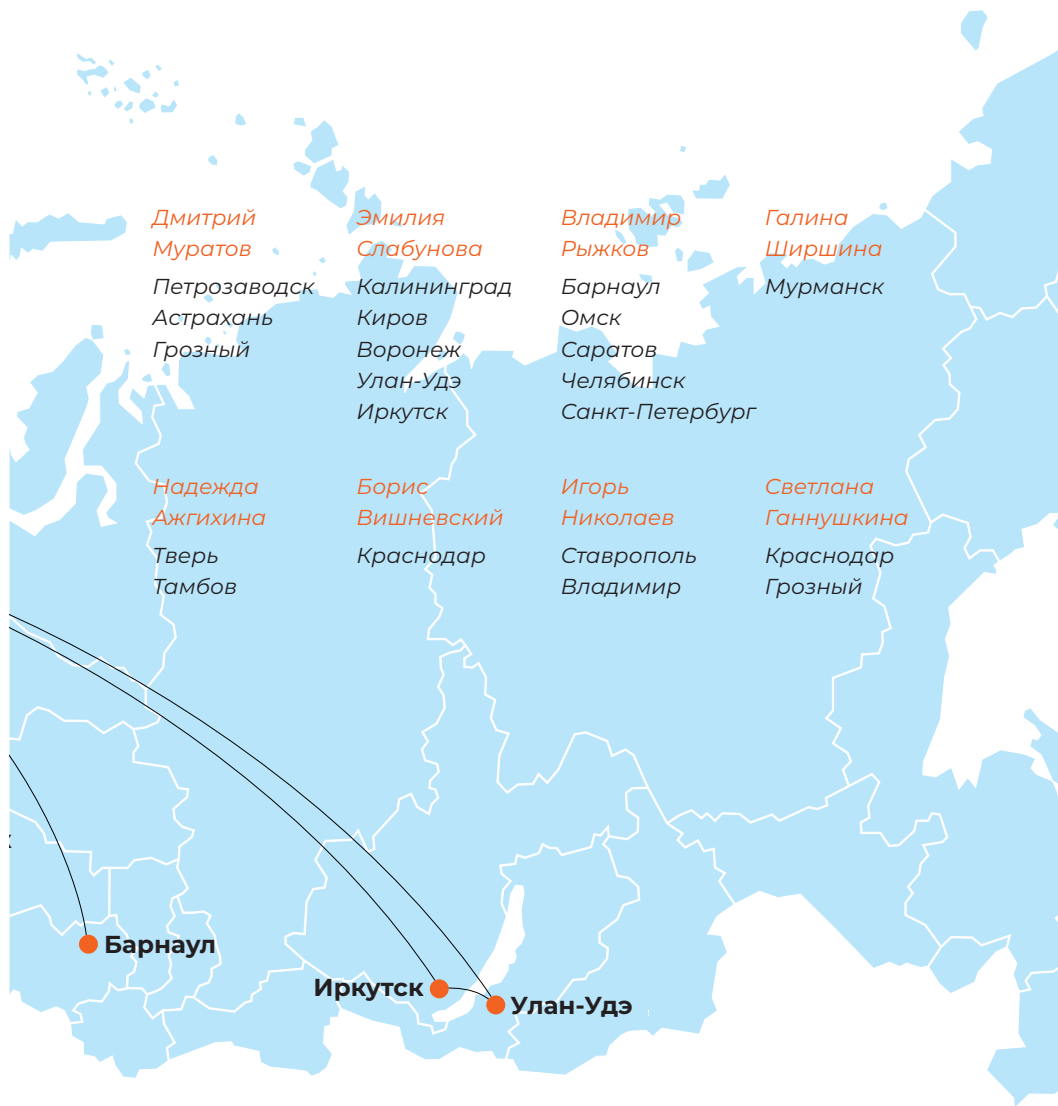 Дмитрий
Муратов
Петрозаводск
Астрахань
Грозный
Эмилия
Слабунова
Калининград
Киров
Воронеж
Улан-Удэ
Иркутск
Владимир
Рыжков
Барнаул
Омск
Саратов
Челябинск
Санкт-Петербург
Галина
Ширшина
Мурманск
Надежда
Ажгихина
Тверь
Тамбов
Борис
Вишневский
Краснодар
Игорь
Николаев
Ставрополь
Владимир
Светлана
Ганнушкина
Краснодар
Грозный
Барнаул
Иркутск
Улан-Удэ